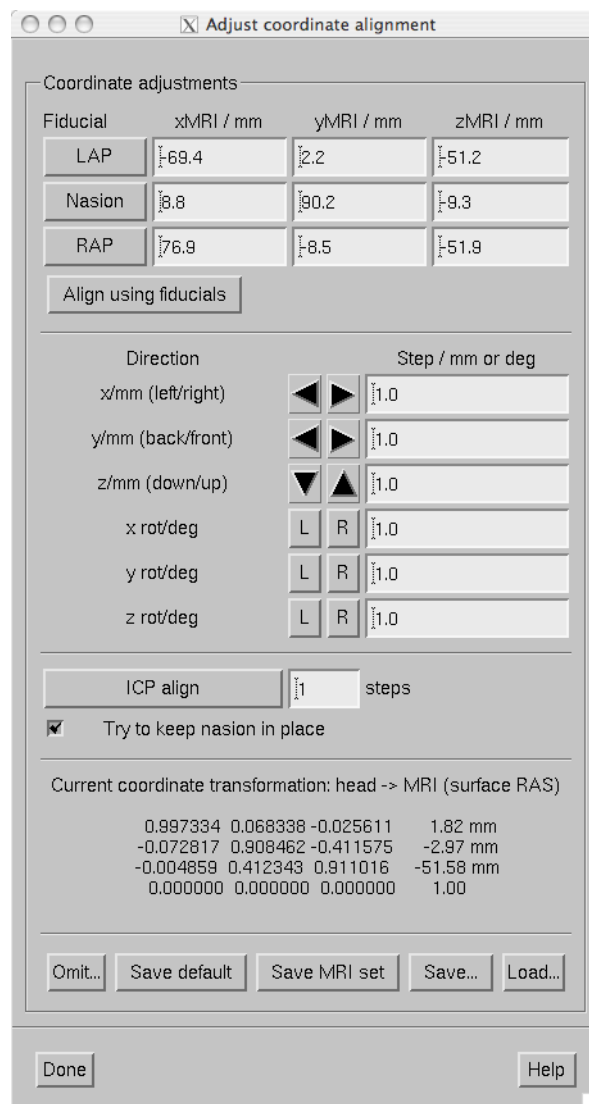 Adjust coordinate alignment
Coordinate adjustments
Fiducial xMRI / mm yMRI / mm zMRI / mm
LAP -69.4 2.2 -51.2
Nasion 8.8 90.2 -9.3
RAP 76.9 -8.5 -51.9
Align using fiducials
Direction Step / mm or deg
x/mm (left/right) 1.0
y/mm (back/front) 1.0
z/mm (down/up) 1.0
x rot/deg L R 1.0
y rot/deg L R 1.0
z rot/deg L R 1.0
ICP align 1 steps
Try to keep nasion in place
Current coordinate transformation: head -> MRI (surface RAS)
0.997334 0.068338 -0.025611 1.82 mm
-0.072817 0.908462 -0.411575 -2.97 mm
-0.004859 0.412343 0.911016 -51.58 mm
0.000000 0.000000 0.000000 1.00
Omit... Save default Save MRI set Save... Load...
Done Help